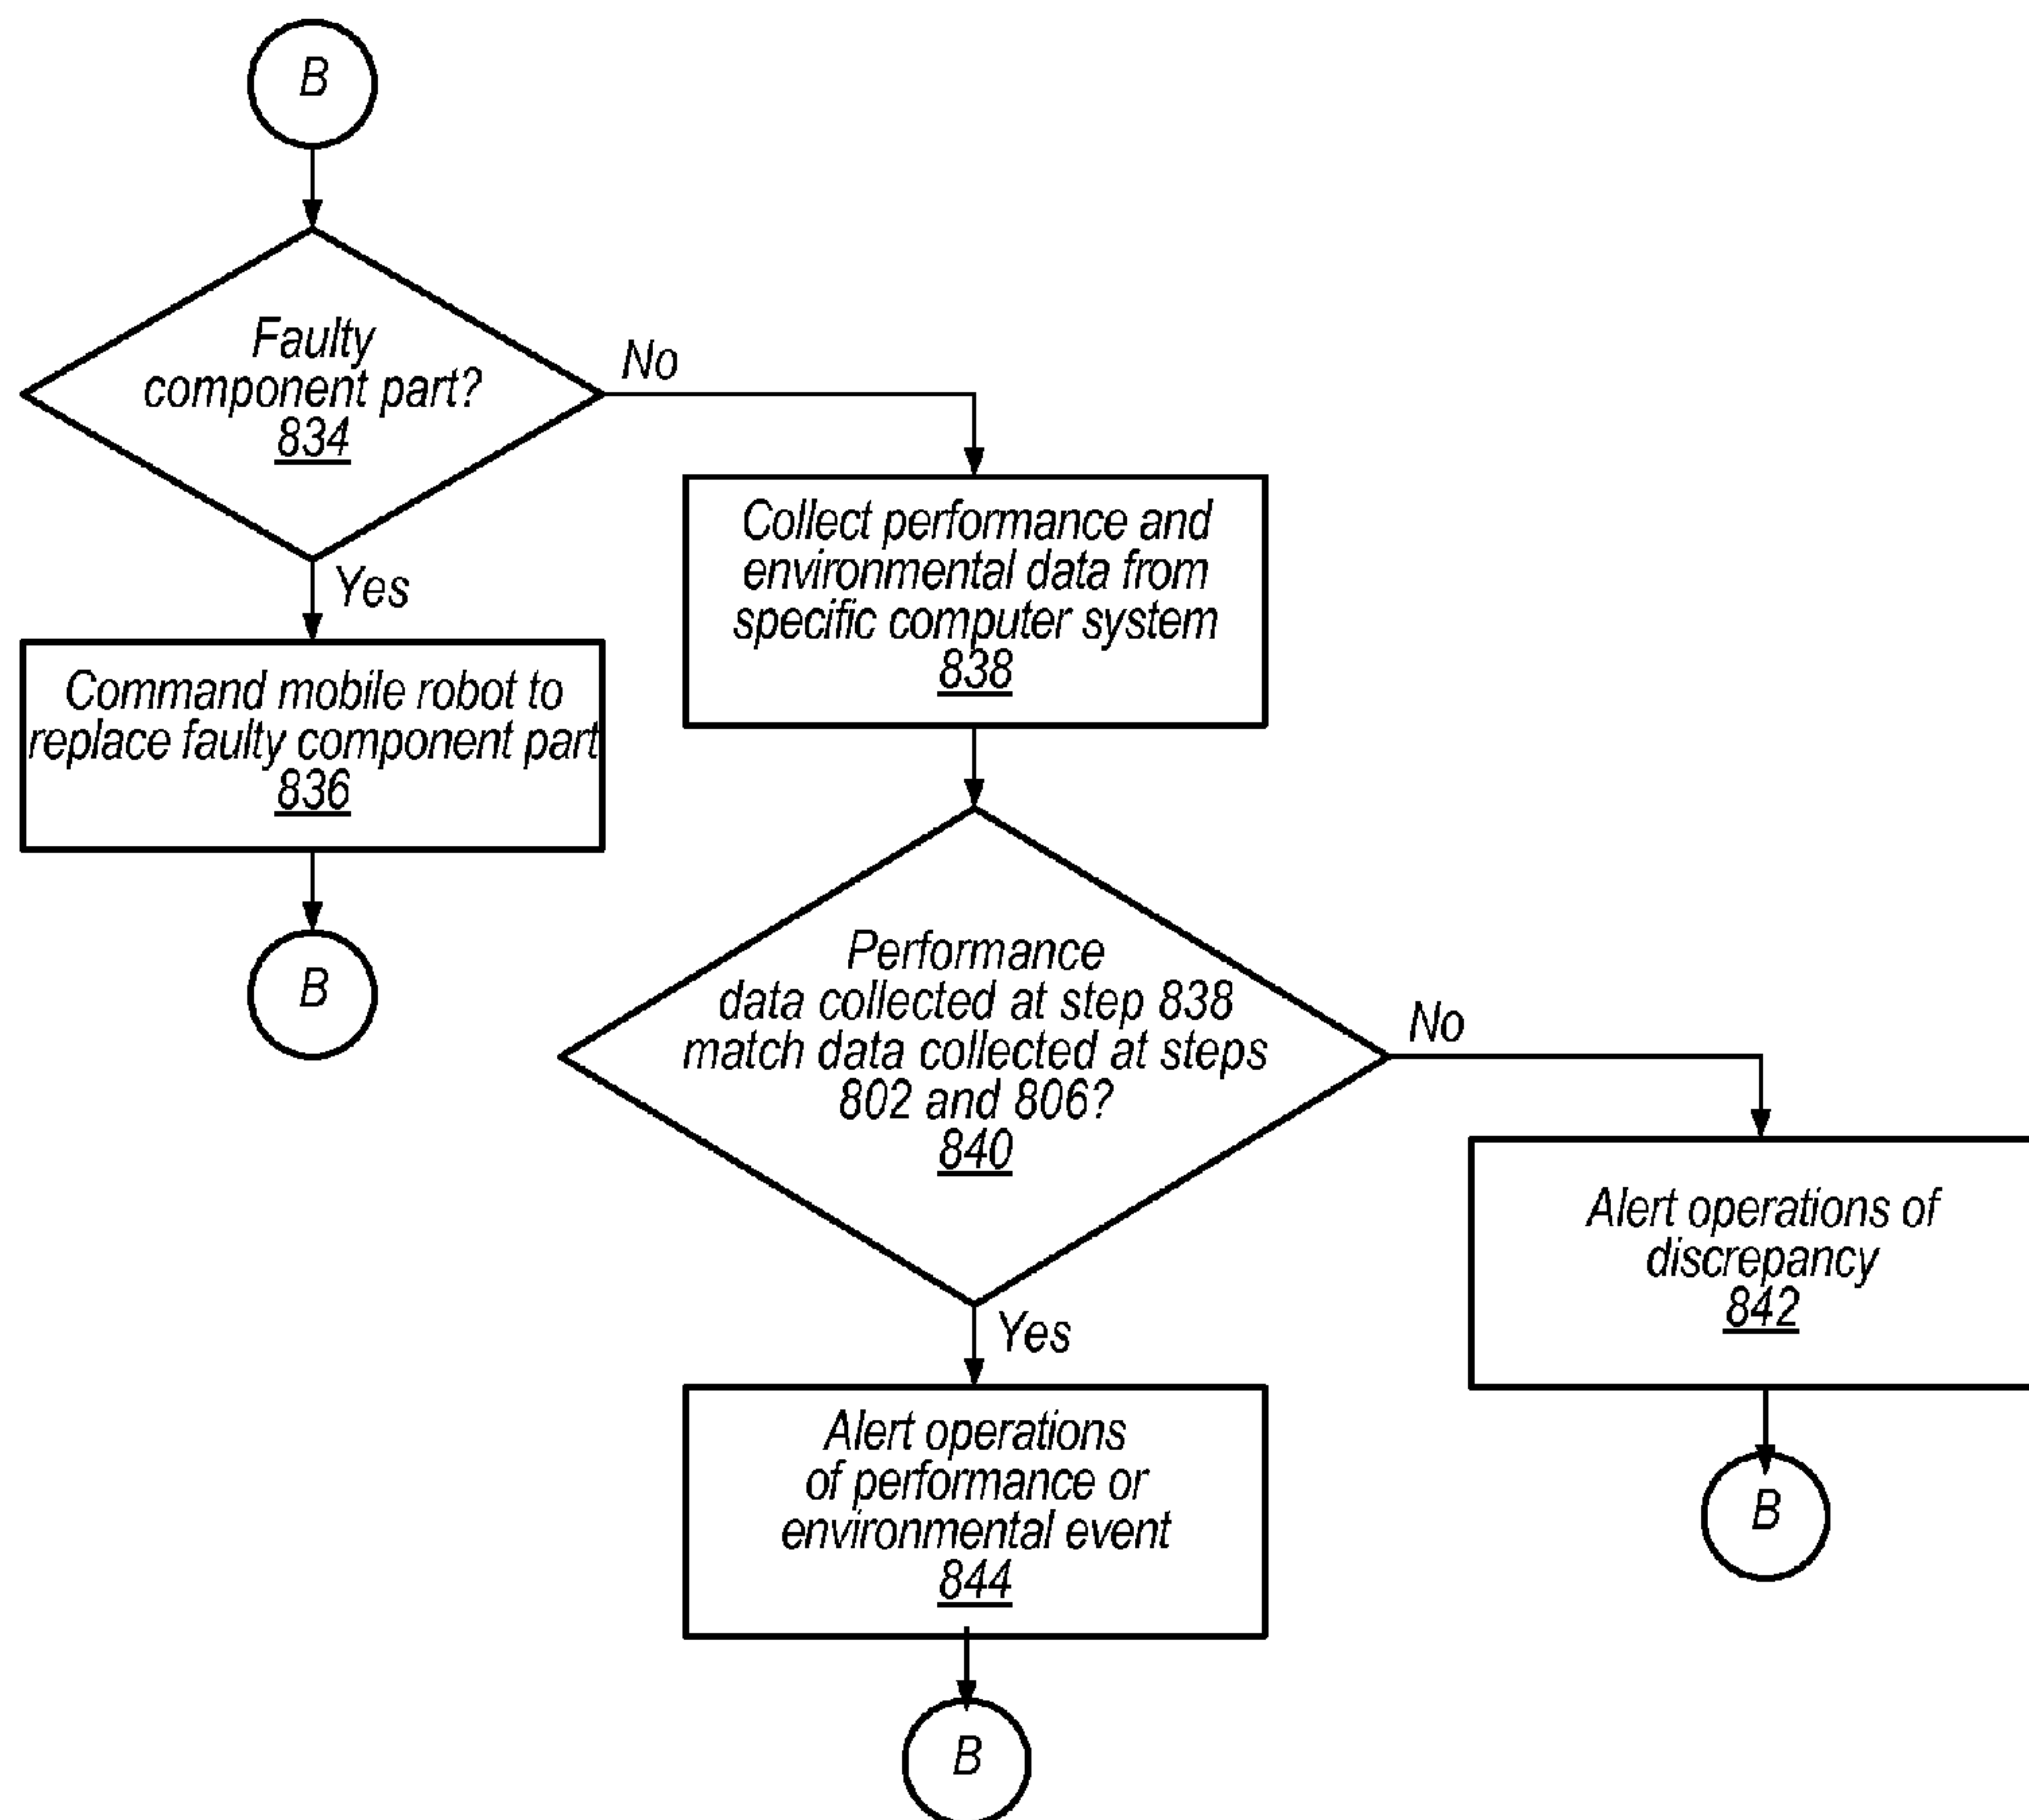 B
Faulty
component part?
834
No
Yes
Command mobile robot to
replace faulty component part
836
B
Collect performance and
environmental data from
specific computer system
838
Performance
data collected at step 838
match data collected at steps
802 and 806?
840
No
Alert operations of
discrepancy
842
B
Yes
Alert operations
of performance or
environmental event
844
B